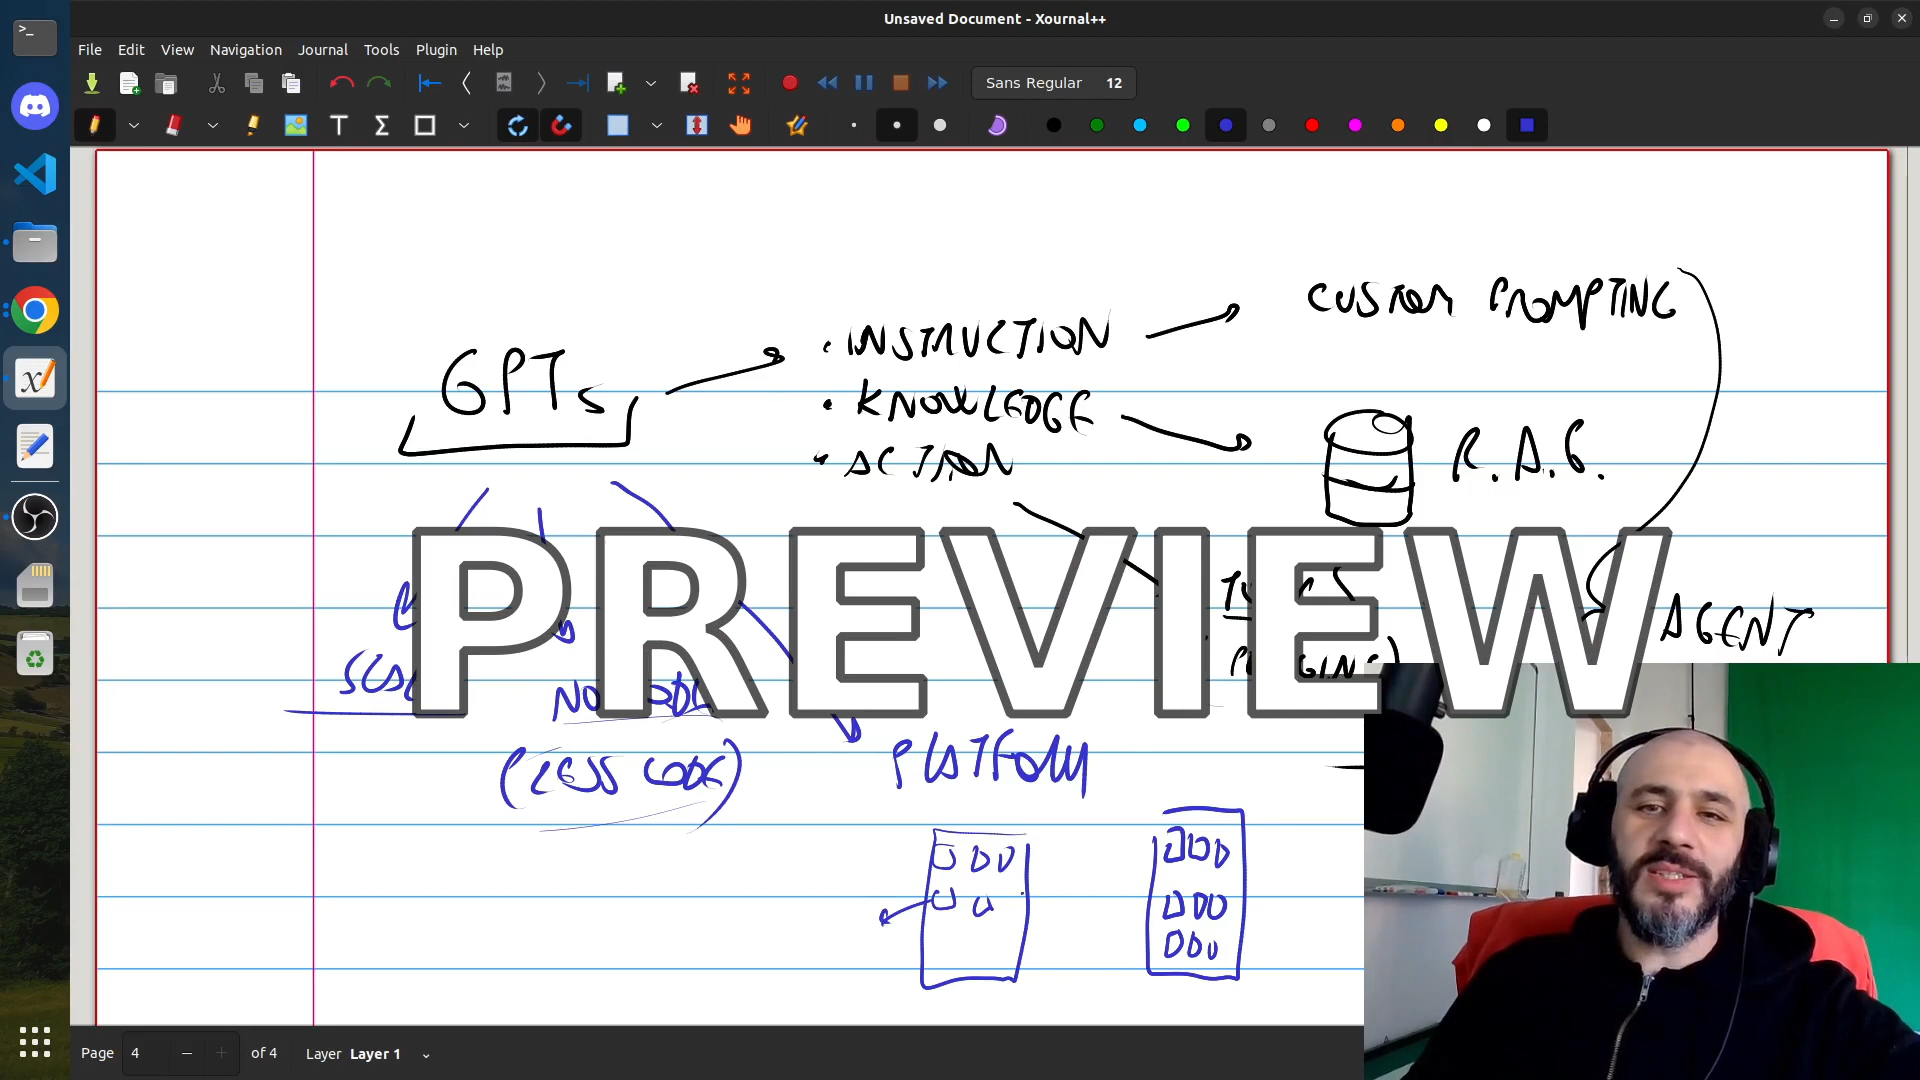 Unsaved Document - Xournal++
File Edit View Navigation Journal Tools Plugin Help
Sans Regular 12
GPTs
• INSTRUCTION
CUSTOM PROMPTING
• KNOWLEDGE
• ACTION
R.A.G.
AGENT
PREVIEW
NO
(LESS CODE)
PLATFORM
Page 4 of 4 Layer Layer 1